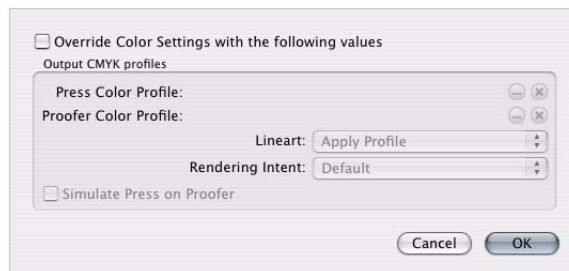 Override Color Settings with the following values
Output CMYK profiles
Press Color Profile:
Proofer Color Profile:
Lineart: Apply Profile
Rendering Intent: Default
Simulate Press on Proofer
Cancel OK